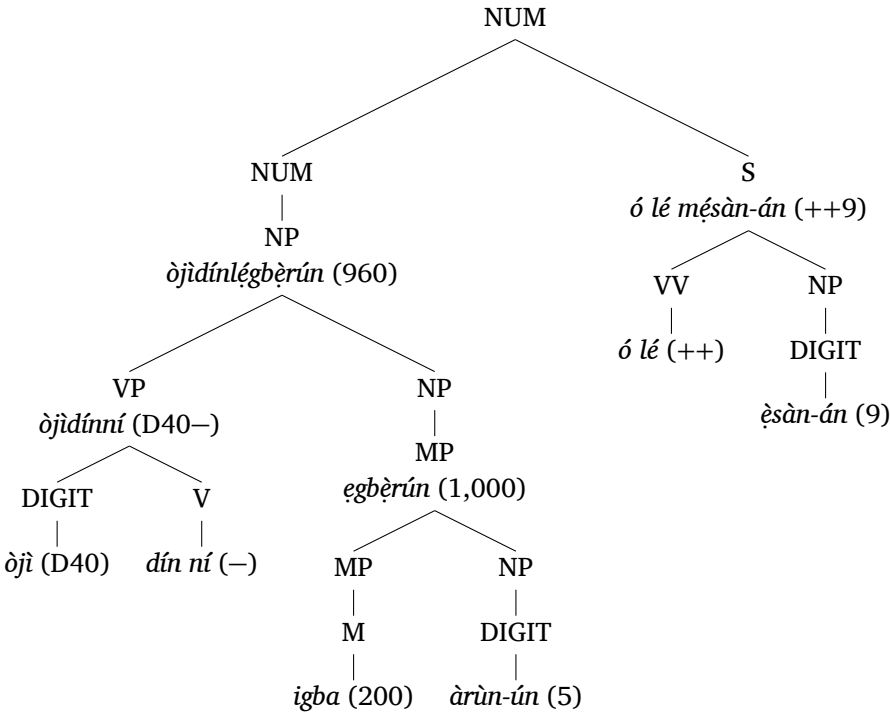 NUM
NUM
S
ó lé mẹ́sàn-án (++9)
NP
òjìdínlẹ́gbẹ̀rún (960)
VV
NP
ó lé (++)
DIGIT
VP
NP
òjìdínní (D40−)
ẹ̀sàn-án (9)
MP
ẹgbẹ̀rún (1,000)
DIGIT
V
òjì (D40)
dín ní (−)
MP
NP
M
DIGIT
igba (200)
àrùn-ún (5)